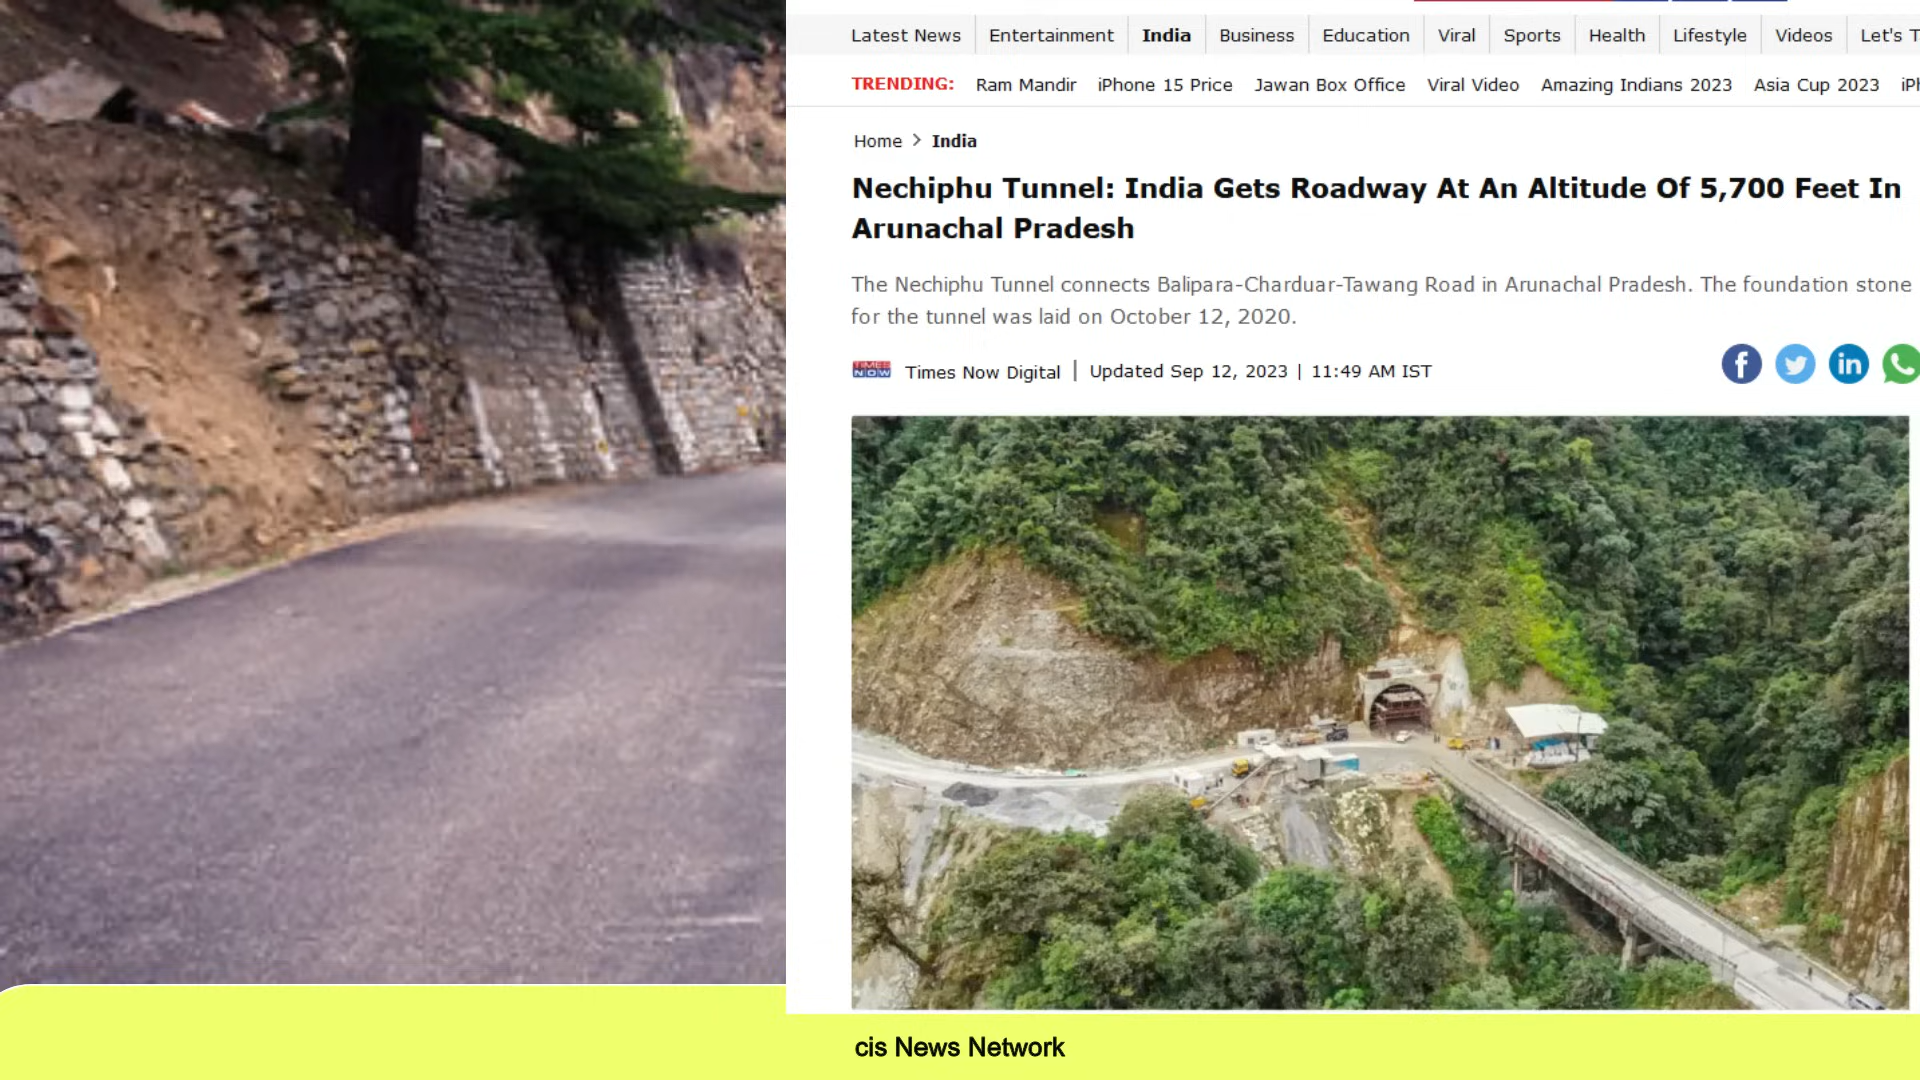 Latest News Entertainment India Business Education Viral Sports Health Lifestyle Videos Let's T
TRENDING: Ram Mandir iPhone 15 Price Jawan Box Office Viral Video Amazing Indians 2023 Asia Cup 2023 iPh
Home > India
Nechiphu Tunnel: India Gets Roadway At An Altitude Of 5,700 Feet In
Arunachal Pradesh
The Nechiphu Tunnel connects Balipara-Charduar-Tawang Road in Arunachal Pradesh. The foundation stone
for the tunnel was laid on October 12, 2020.
TIMES NOW Times Now Digital | Updated Sep 12, 2023 | 11:49 AM IST
cis News Network